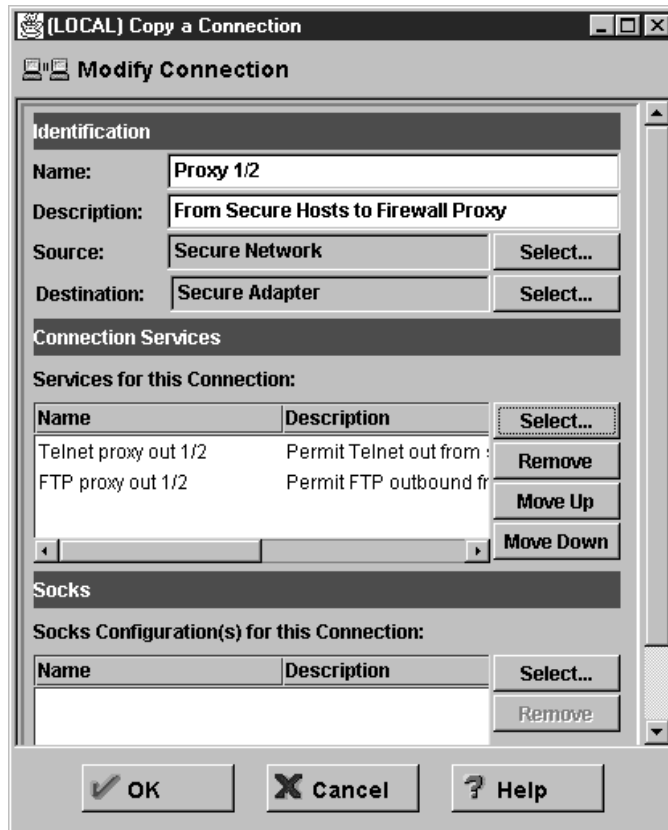 (LOCAL) Copy a Connection
Modify Connection
Identification
Name: Proxy 1/2
Description: From Secure Hosts to Firewall Proxy
Source: Secure Network Select...
Destination: Secure Adapter Select...
Connection Services
Services for this Connection:
Name Description Select...
Telnet proxy out 1/2 Permit Telnet out from
Remove
FTP proxy out 1/2 Permit FTP outbound fr
Move Up
Move Down
Socks
Socks Configuration(s) for this Connection:
Name Description Select...
Remove
OK Cancel Help